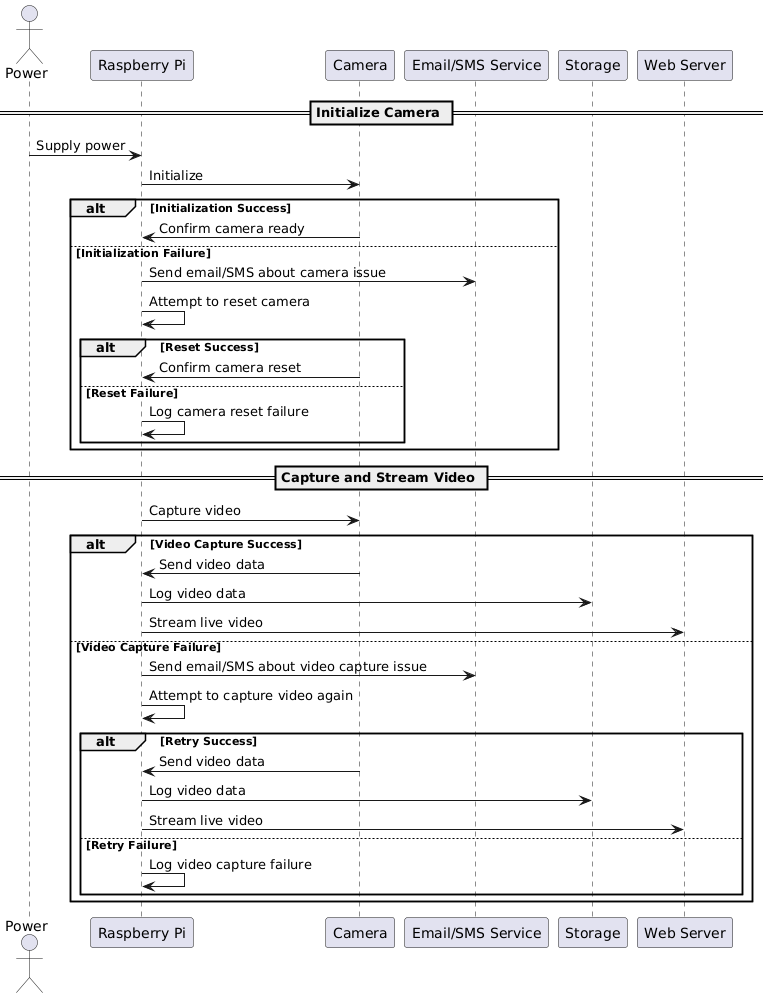 Power
Raspberry Pi
Camera
Email/SMS Service
Storage
Web Server
Initialize Camera
Supply power
Initialize
alt [Initialization Success]
Confirm camera ready
[Initialization Failure]
Send email/SMS about camera issue
Attempt to reset camera
alt [Reset Success]
Confirm camera reset
[Reset Failure]
Log camera reset failure
Capture and Stream Video
Capture video
alt [Video Capture Success]
Send video data
Log video data
Stream live video
[Video Capture Failure]
Send email/SMS about video capture issue
Attempt to capture video again
alt [Retry Success]
Send video data
Log video data
Stream live video
[Retry Failure]
Log video capture failure
Power
Raspberry Pi
Camera
Email/SMS Service
Storage
Web Server